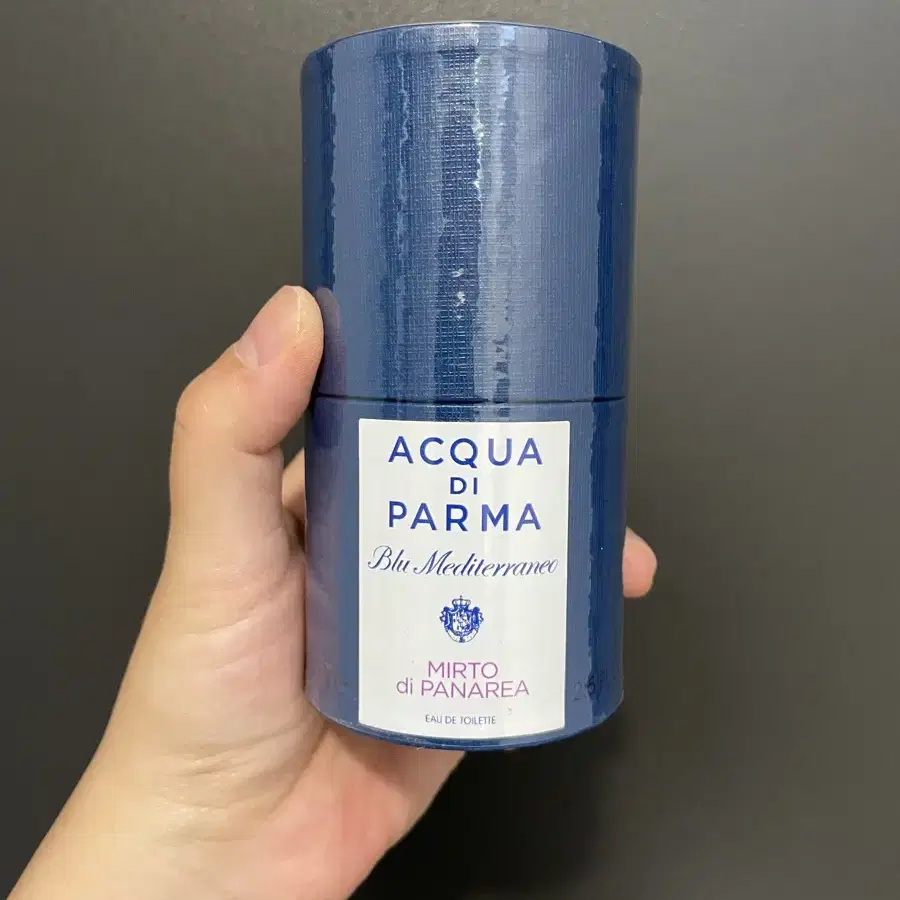 ACQUA
DI
PARMA
Blu Mediterraneo
MIRTO
di PANAREA
EAU DE TOILETTE